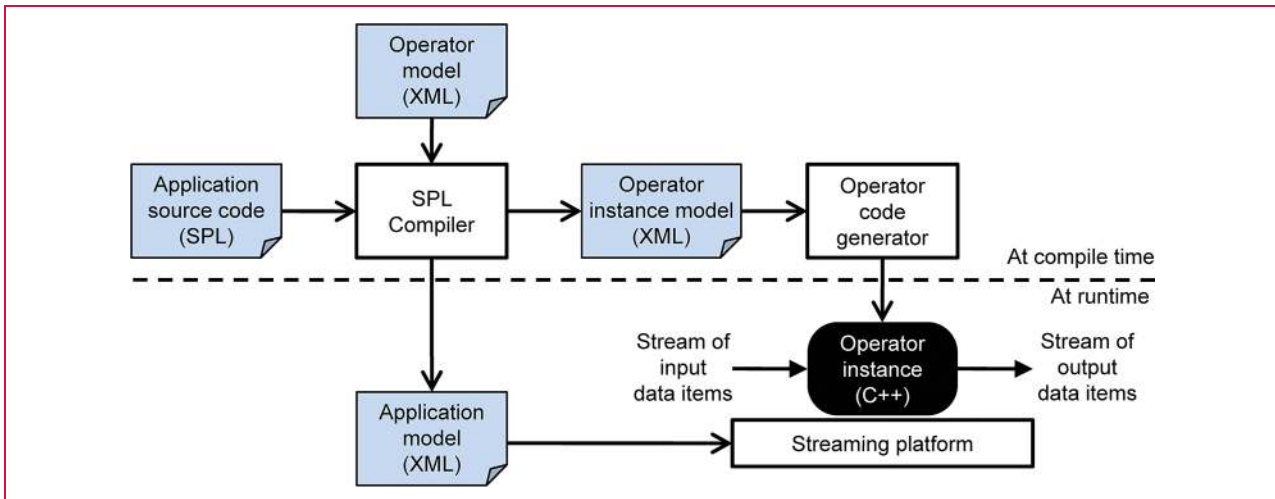 Operator
model
(XML)
Application
source code
(SPL)
SPL
Compiler
Operator
instance model
(XML)
Operator
code
generator
At compile time
At runtime
Stream of
input
data items
Operator
instance
(C++)
Stream of
output
data items
Application
model
(XML)
Streaming platform